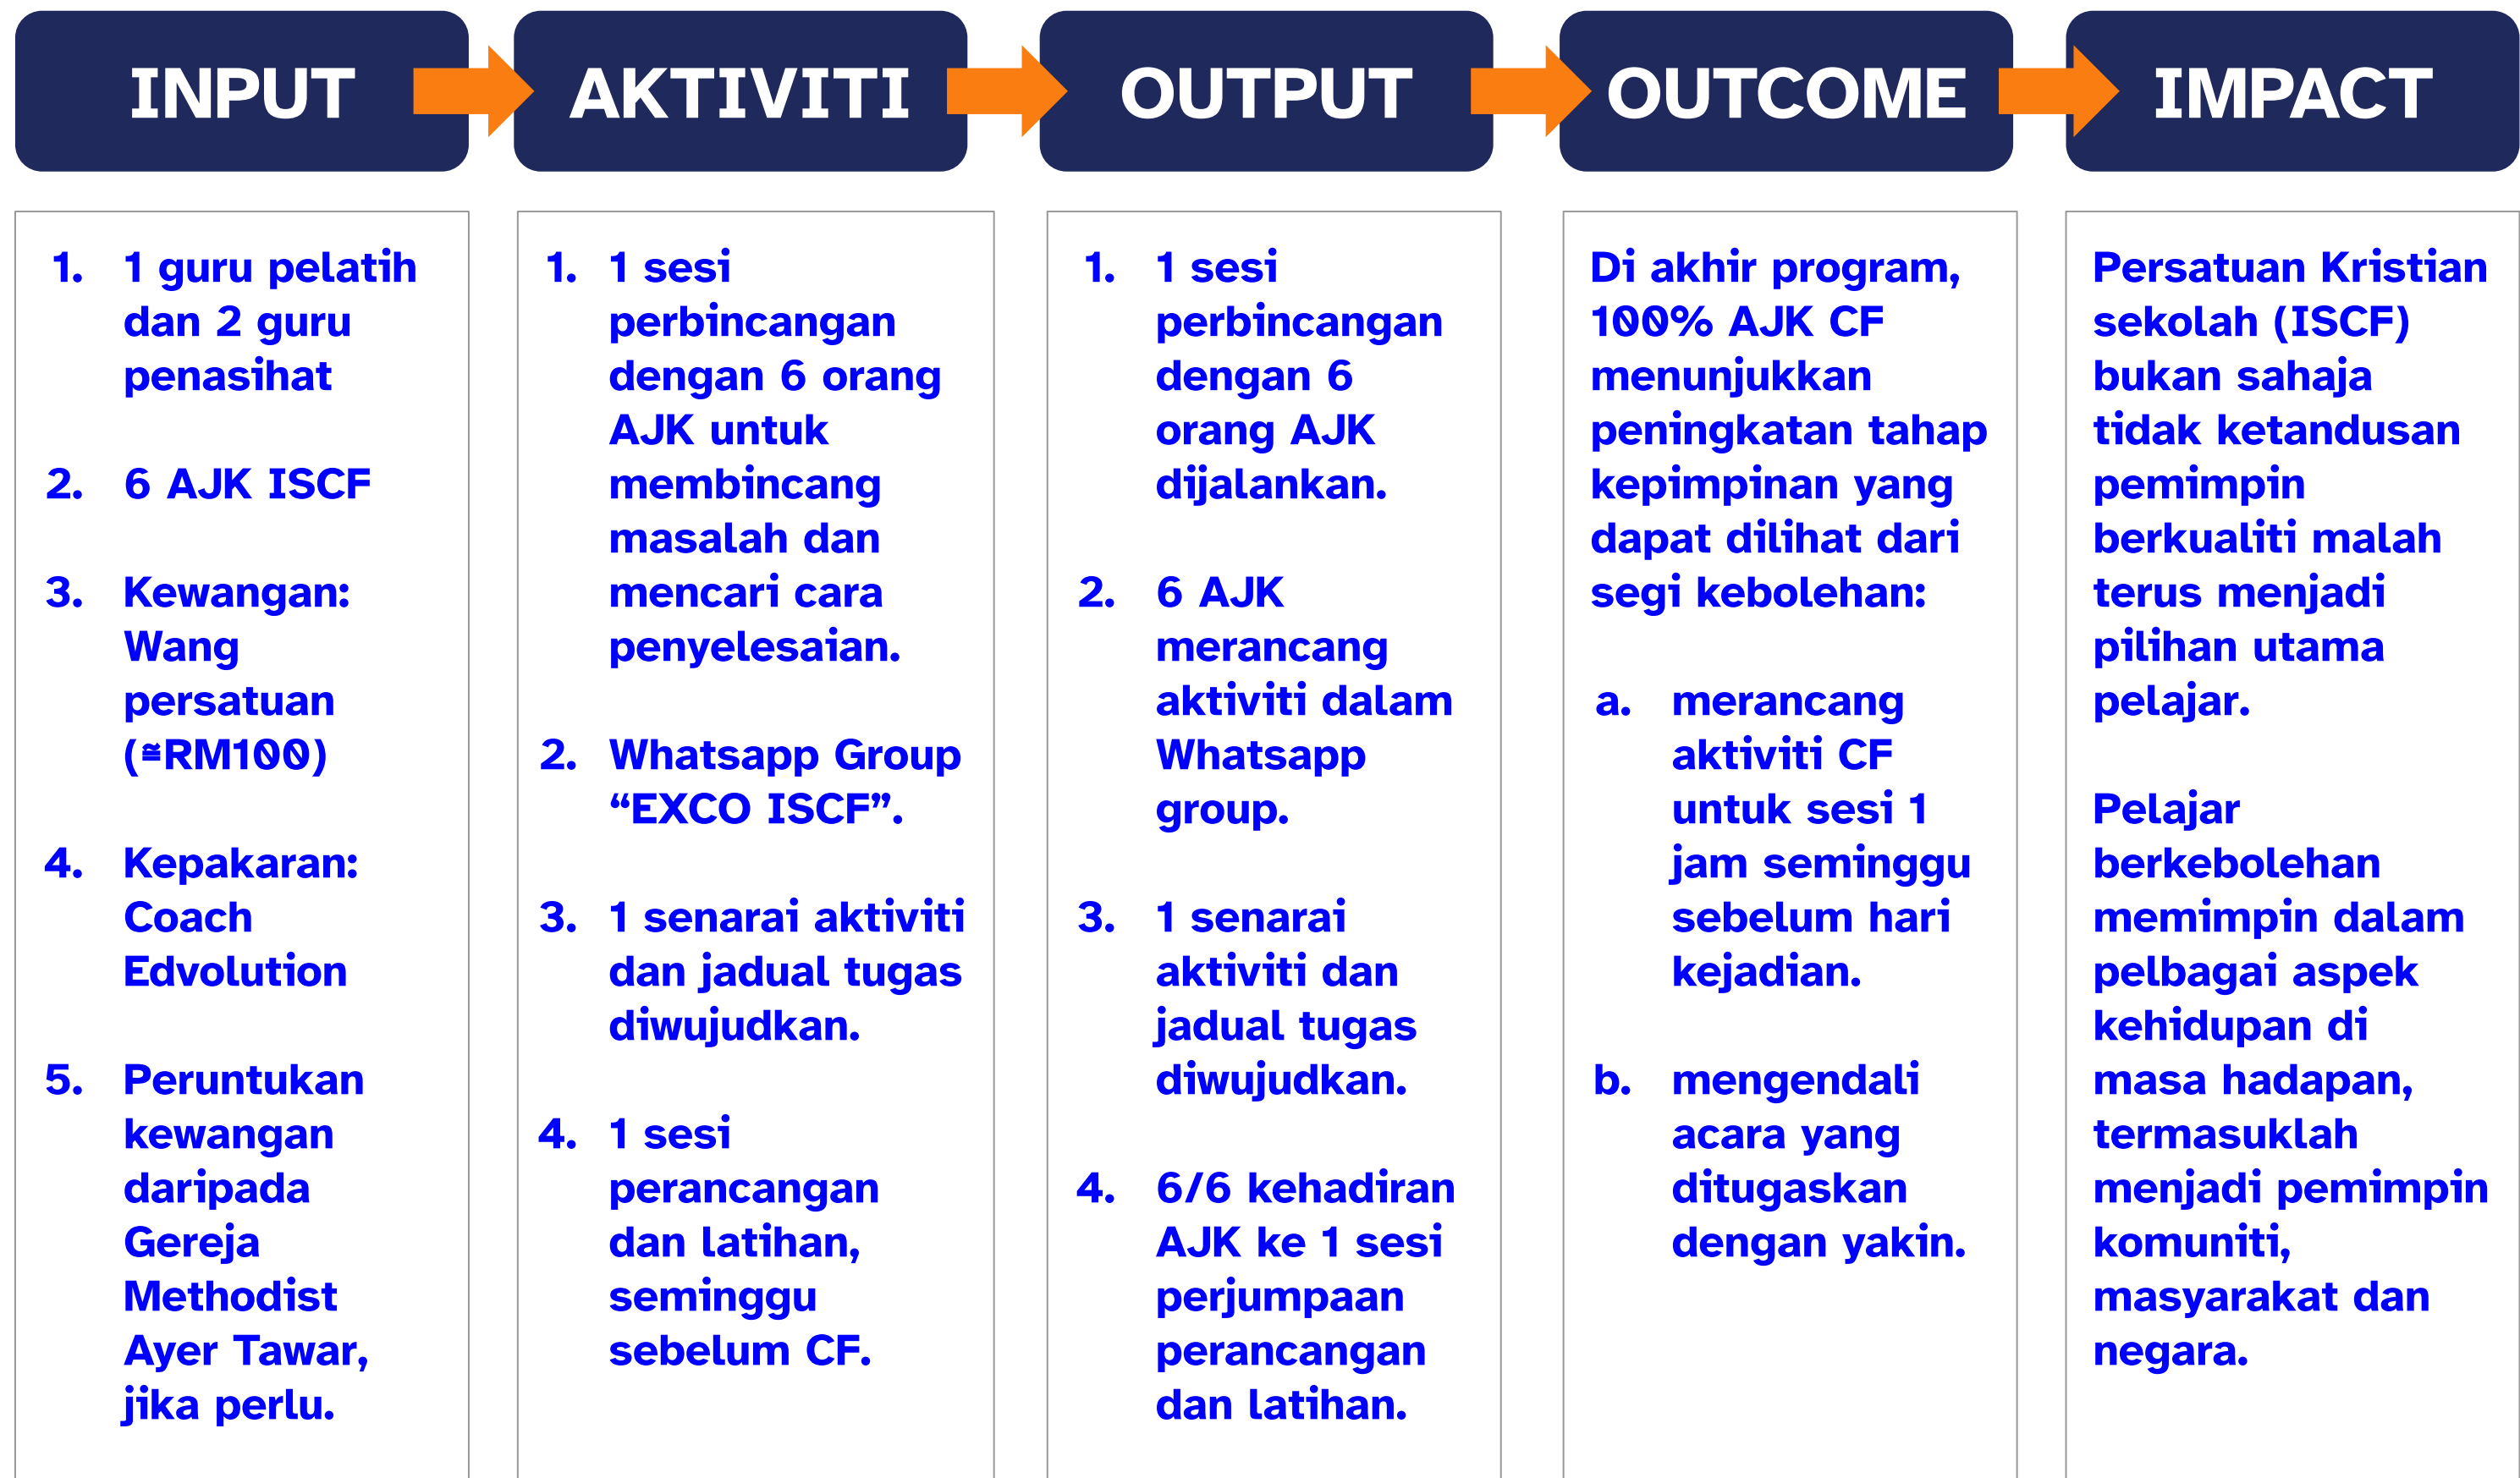 INPUT
AKTIVITI
OUTPUT
OUTCOME
IMPACT
1. 1 guru pelatih
dan 2 guru
penasihat
2. 6 AJK ISCF
3. Kewangan:
Wang
persatuan
(≅RM100)
4. Kepakaran:
Coach
Edvolution
5. Peruntukan
kewangan
daripada
Gereja
Methodist
Ayer Tawar,
jika perlu.
1. 1 sesi
perbincangan
dengan 6 orang
AJK untuk
membincang
masalah dan
mencari cara
penyelesaian.
2. Whatsapp Group
“EXCO ISCF”.
3. 1 senarai aktiviti
dan jadual tugas
diwujudkan.
4. 1 sesi
perancangan
dan latihan,
seminggu
sebelum CF.
1. 1 sesi
perbincangan
dengan 6
orang AJK
dijalankan.
2. 6 AJK
merancang
aktiviti dalam
Whatsapp
group.
3. 1 senarai
aktiviti dan
jadual tugas
diwujudkan.
4. 6/6 kehadiran
AJK ke 1 sesi
perjumpaan
perancangan
dan latihan.
Di akhir program,
100% AJK CF
menunjukkan
peningkatan tahap
kepimpinan yang
dapat dilihat dari
segi kebolehan:
a. merancang
aktiviti CF
untuk sesi 1
jam seminggu
sebelum hari
kejadian.
b. mengendali
acara yang
ditugaskan
dengan yakin.
Persatuan Kristian
sekolah (ISCF)
bukan sahaja
tidak ketandusan
pemimpin
berkualiti malah
terus menjadi
pilihan utama
pelajar.
Pelajar
berkebolehan
memimpin dalam
pelbagai aspek
kehidupan di
masa hadapan,
termasuklah
menjadi pemimpin
komuniti,
masyarakat dan
negara.